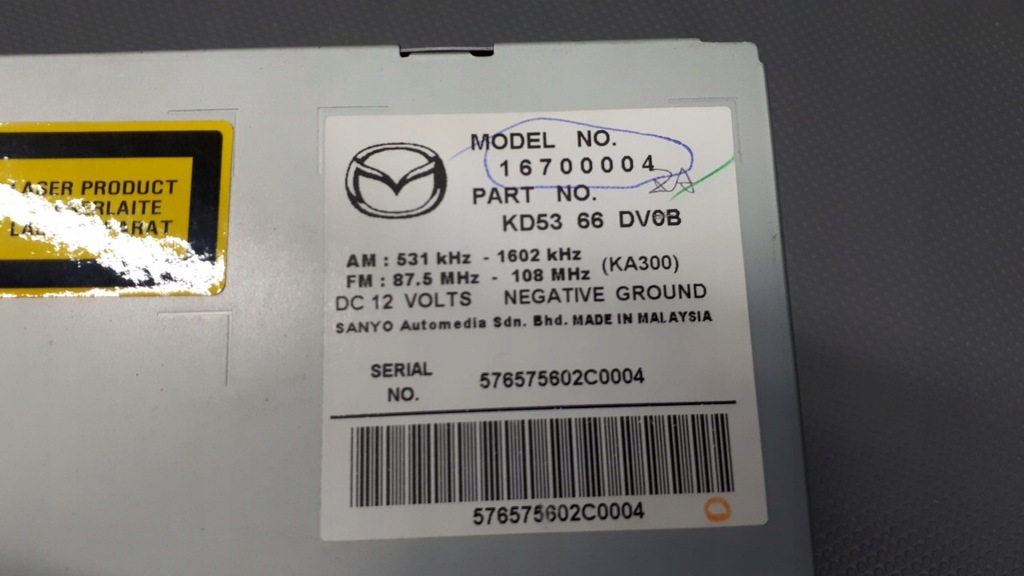 LASER PRODUCT
MODEL NO.
16700004
PART NO.
KD53 66 DV0B
AM : 531 kHz - 1602 kHz
FM : 87.5 MHz - 108 MHz (KA300)
DC 12 VOLTS NEGATIVE GROUND
SANYO Automedia Sdn. Bhd. MADE IN MALAYSIA
SERIAL
NO.
576575602C0004
576575602C0004